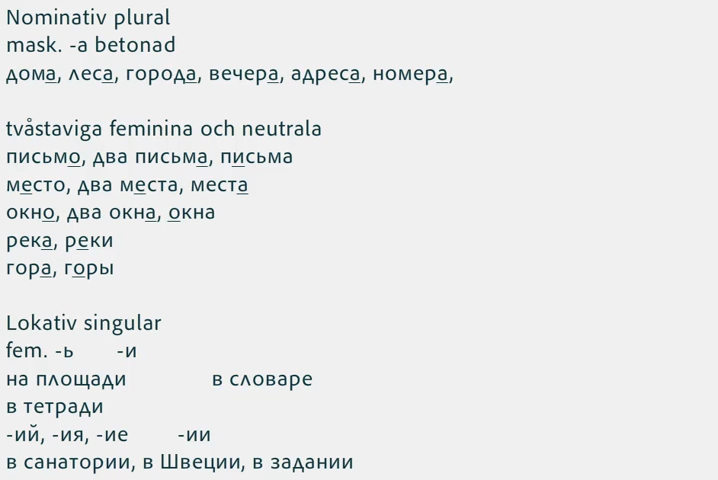 Nominativ plural
mask. -a betonad
дома, леса, города, вечера, адреса, номера,
tvåstaviga feminina och neutrala
письмо, два письма, письма
место, два места, места
окно, два окна, окна
река, реки
гора, горы
Lokativ singular
fem. -ь -и
на площади в словаре
в тетради
-ий, -ия, -ие -ии
в санатории, в Швеции, в задании